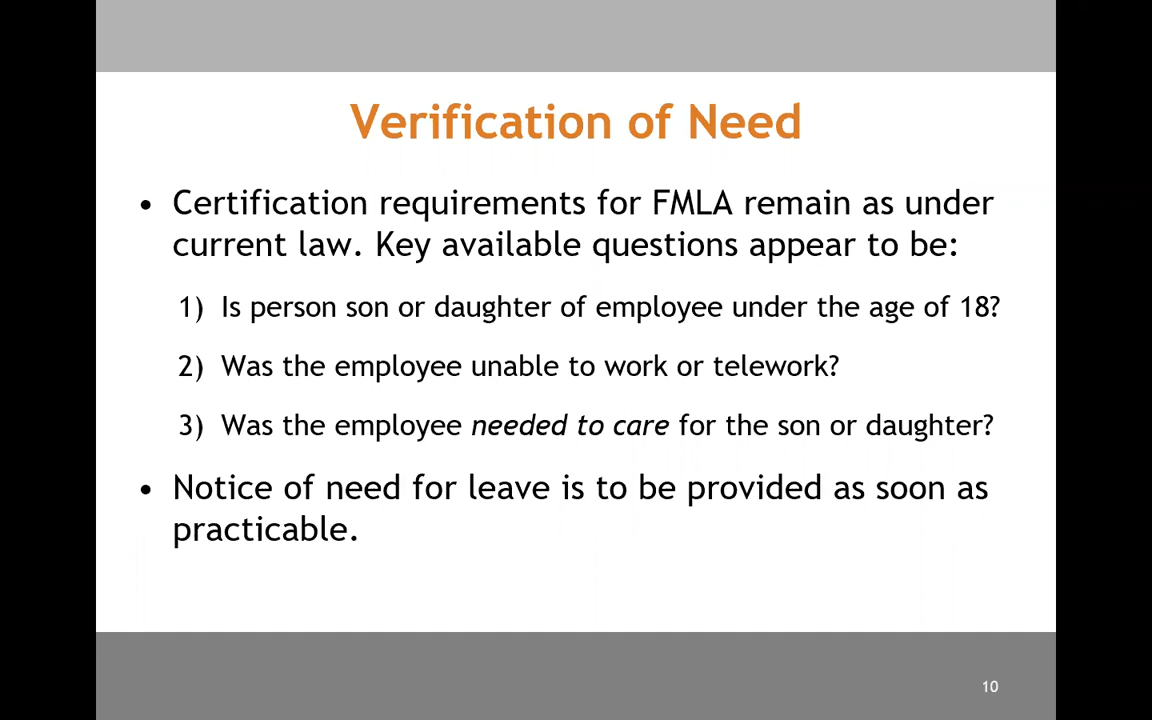 Verification of Need
• Certification requirements for FMLA remain as under
current law. Key available questions appear to be:
1) Is person son or daughter of employee under the age of 18?
2) Was the employee unable to work or telework?
3) Was the employee needed to care for the son or daughter?
• Notice of need for leave is to be provided as soon as
practicable.
10